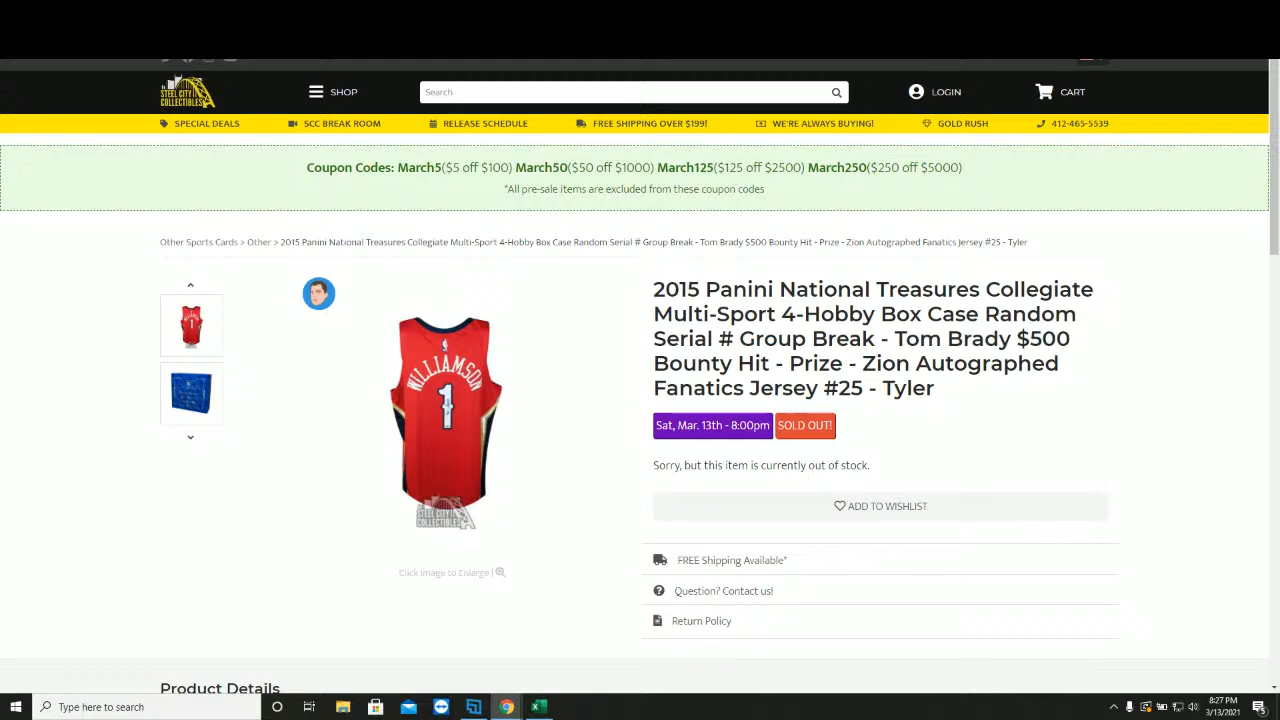 STEEL CITY
COLLECTIBLES
SHOP
Search
LOGIN
CART
SPECIAL DEALS
SCC BREAK ROOM
RELEASE SCHEDULE
FREE SHIPPING OVER $199!
WE'RE ALWAYS BUYING!
GOLD RUSH
412-465-5539
Coupon Codes: March5($5 off $100) March50($50 off $1000) March125($125 off $2500) March250($250 off $5000)
*All pre-sale items are excluded from these coupon codes
Other Sports Cards > Other > 2015 Panini National Treasures Collegiate Multi-Sport 4-Hobby Box Case Random Serial # Group Break - Tom Brady $500 Bounty Hit - Prize - Zion Autographed Fanatics Jersey #25 - Tyler
WILLIAMSON
1
STEEL CITY
COLLECTIBLES
Click Image to Enlarge |
2015 Panini National Treasures Collegiate
Multi-Sport 4-Hobby Box Case Random
Serial # Group Break - Tom Brady $500
Bounty Hit - Prize - Zion Autographed
Fanatics Jersey #25 - Tyler
Sat, Mar. 13th - 8:00pm
SOLD OUT!
Sorry, but this item is currently out of stock.
ADD TO WISHLIST
FREE Shipping Available*
Question? Contact us!
Return Policy
Product Details
Type here to search
8:27 PM
3/13/2021